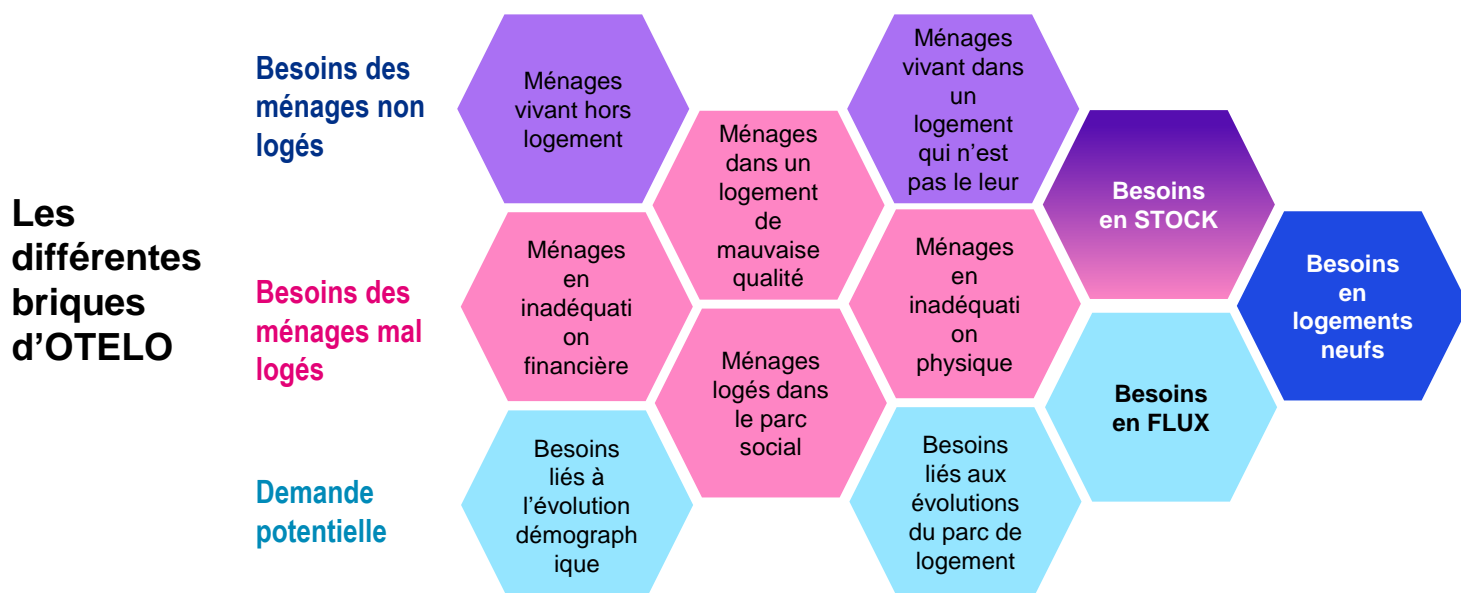 Les
différentes
briques
d’OTELO
Besoins des
ménages non
logés
Ménages
vivant hors
logement
Ménages
vivant dans
un
logement
qui n’est
pas le leur
Besoins des
ménages mal
logés
Ménages
en
inadéquati
on
financière
Ménages
dans un
logement
de
mauvaise
qualité
Ménages
logés dans
le parc
social
Ménages
en
inadéquati
on
physique
Demande
potentielle
Besoins
liés à
l’évolution
démograph
ique
Besoins
liés aux
évolutions
du parc de
logement
Besoins
en STOCK
Besoins
en FLUX
Besoins
en
logements
neufs